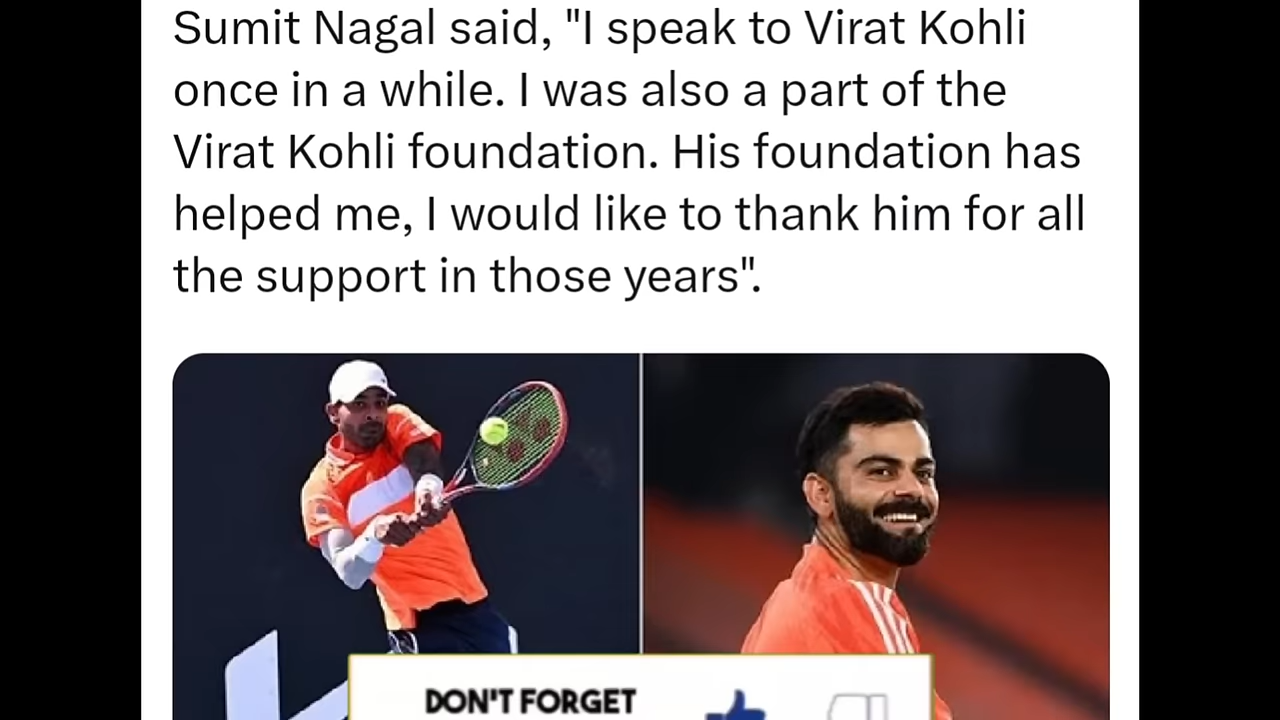 Sumit Nagal said, "I speak to Virat Kohli
once in a while. I was also a part of the
Virat Kohli foundation. His foundation has
helped me, I would like to thank him for all
the support in those years".
DON'T FORGET